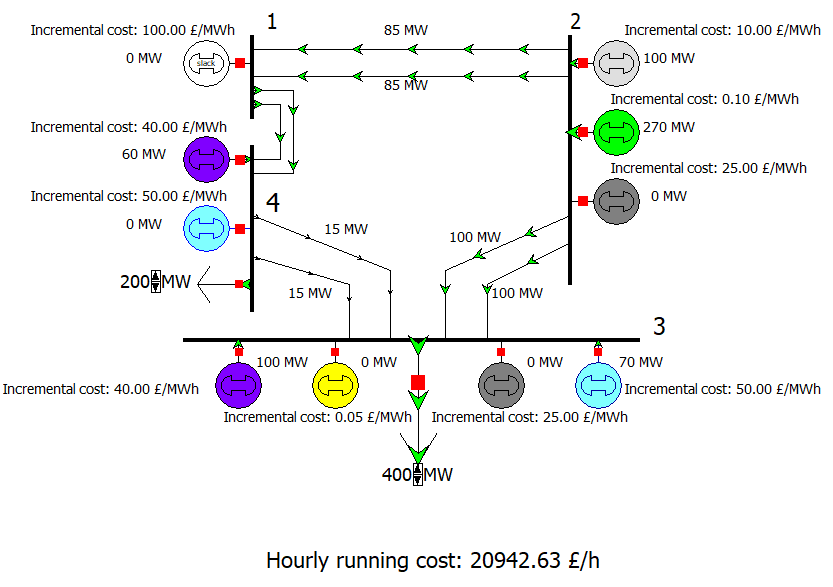 1
2
Incremental cost: 100.00 £/MWh
85 MW
Incremental cost: 10.00 £/MWh
0 MW
slack
100 MW
85 MW
Incremental cost: 0.10 £/MWh
Incremental cost: 40.00 £/MWh
270 MW
60 MW
Incremental cost: 25.00 £/MWh
Incremental cost: 50.00 £/MWh
0 MW
4
0 MW
15 MW
100 MW
200 MW
15 MW
100 MW
3
100 MW
0 MW
0 MW
70 MW
Incremental cost: 40.00 £/MWh
Incremental cost: 50.00 £/MWh
Incremental cost: 0.05 £/MWh
Incremental cost: 25.00 £/MWh
400 MW
Hourly running cost: 20942.63 £/h